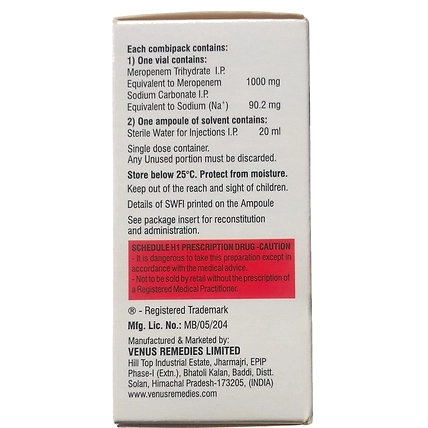 Each combipack contains:
1) One vial contains:
Meropenem Trihydrate I.P.
Equivalent to Meropenem 1000 mg
Sodium Carbonate I.P.
Equivalent to Sodium (Na+) 90.2 mg
2) One ampoule of solvent contains:
Sterile Water for Injections I.P. 20 ml
Single dose container.
Any Unused portion must be discarded.
Store below 25°C. Protect from moisture.
Keep out of the reach and sight of children.
Details of SWFI printed on the Ampoule
See package insert for reconstitution
and administration.
SCHEDULE H1 PRESCRIPTION DRUG -CAUTION
- It is dangerous to take this preparation except in
accordance with the medical advice.
- Not to be sold by retail without the prescription of
a Registered Medical Practitioner.
® - Registered Trademark
Mfg. Lic. No.: MB/05/204
Manufactured & Marketed by:
VENUS REMEDIES LIMITED
Hill Top Industrial Estate, Jharmajri, EPIP
Phase-I (Extn.), Bhatoli Kalan, Baddi, Distt.
Solan, Himachal Pradesh-173205, (INDIA)
www.venusremedies.com